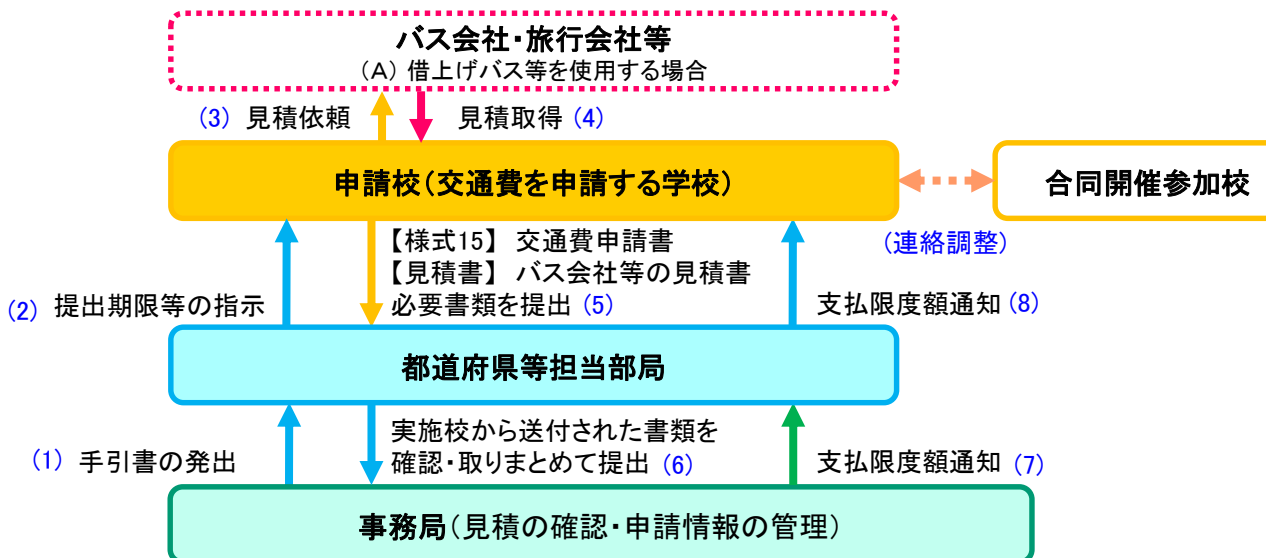 バス会社・旅行会社等
(A) 借上げバス等を使用する場合
(3) 見積依頼
見積取得 (4)
申請校(交通費を申請する学校)
合同開催参加校
(連絡調整)
【様式15】 交通費申請書
【見積書】 バス会社等の見積書
必要書類を提出 (5)
(2) 提出期限等の指示
支払限度額通知 (8)
都道府県等担当部局
(1) 手引書の発出
実施校から送付された書類を
確認・取りまとめて提出 (6)
支払限度額通知 (7)
事務局(見積の確認・申請情報の管理)